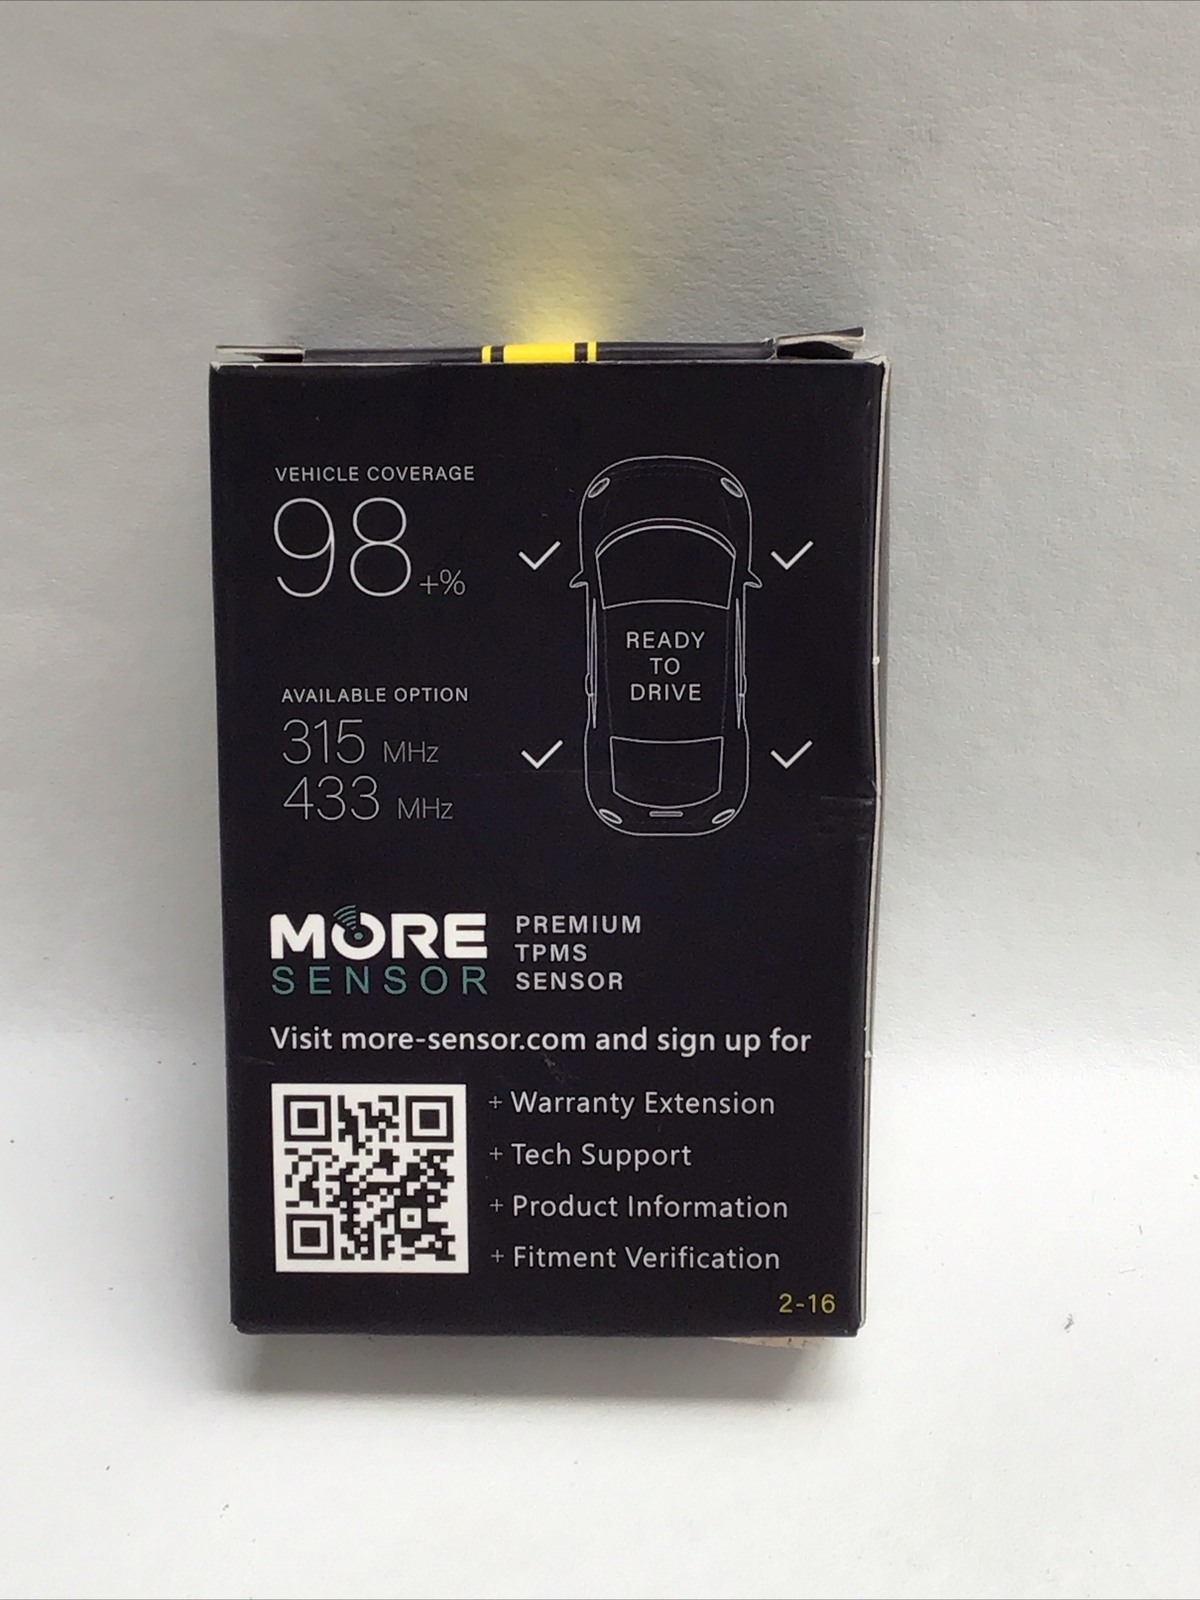 VEHICLE COVERAGE
98+%
AVAILABLE OPTION
315 MHz
433 MHz
READY
TO
DRIVE
MORE
SENSOR
PREMIUM
TPMS
SENSOR
Visit more-sensor.com and sign up for
+ Warranty Extension
+ Tech Support
+ Product Information
+ Fitment Verification
2-16